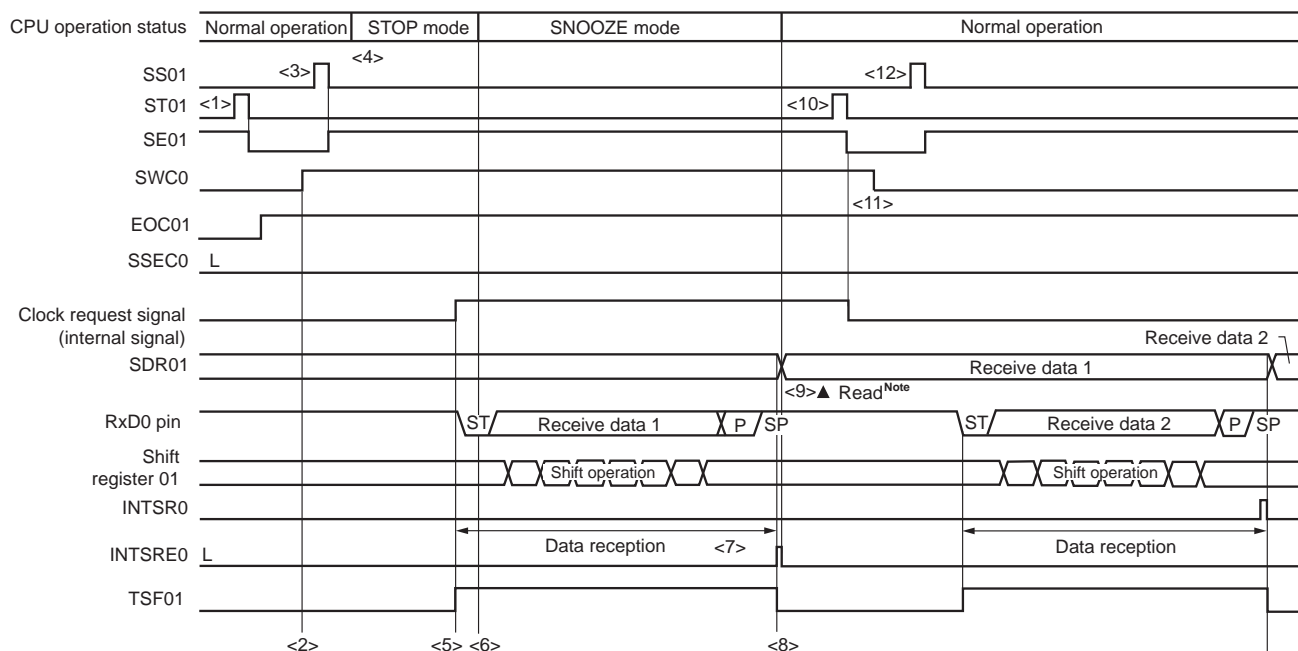 CPU operation status Normal operation STOP mode SNOOZE mode Normal operation
<4>
SS01 <3> <12>
ST01 <1> <10>
SE01
SWC0
<11>
EOC01
SSEC0 L
Clock request signal
(internal signal)
Receive data 2
SDR01 Receive data 1
<9>▲ Read Note
RxD0 pin ST Receive data 1 P SP ST Receive data 2 P SP
Shift
register 01 Shift operation Shift operation
INTSR0
Data reception <7> Data reception
INTSRE0 L
TSF01
<2> <5> <6> <8>